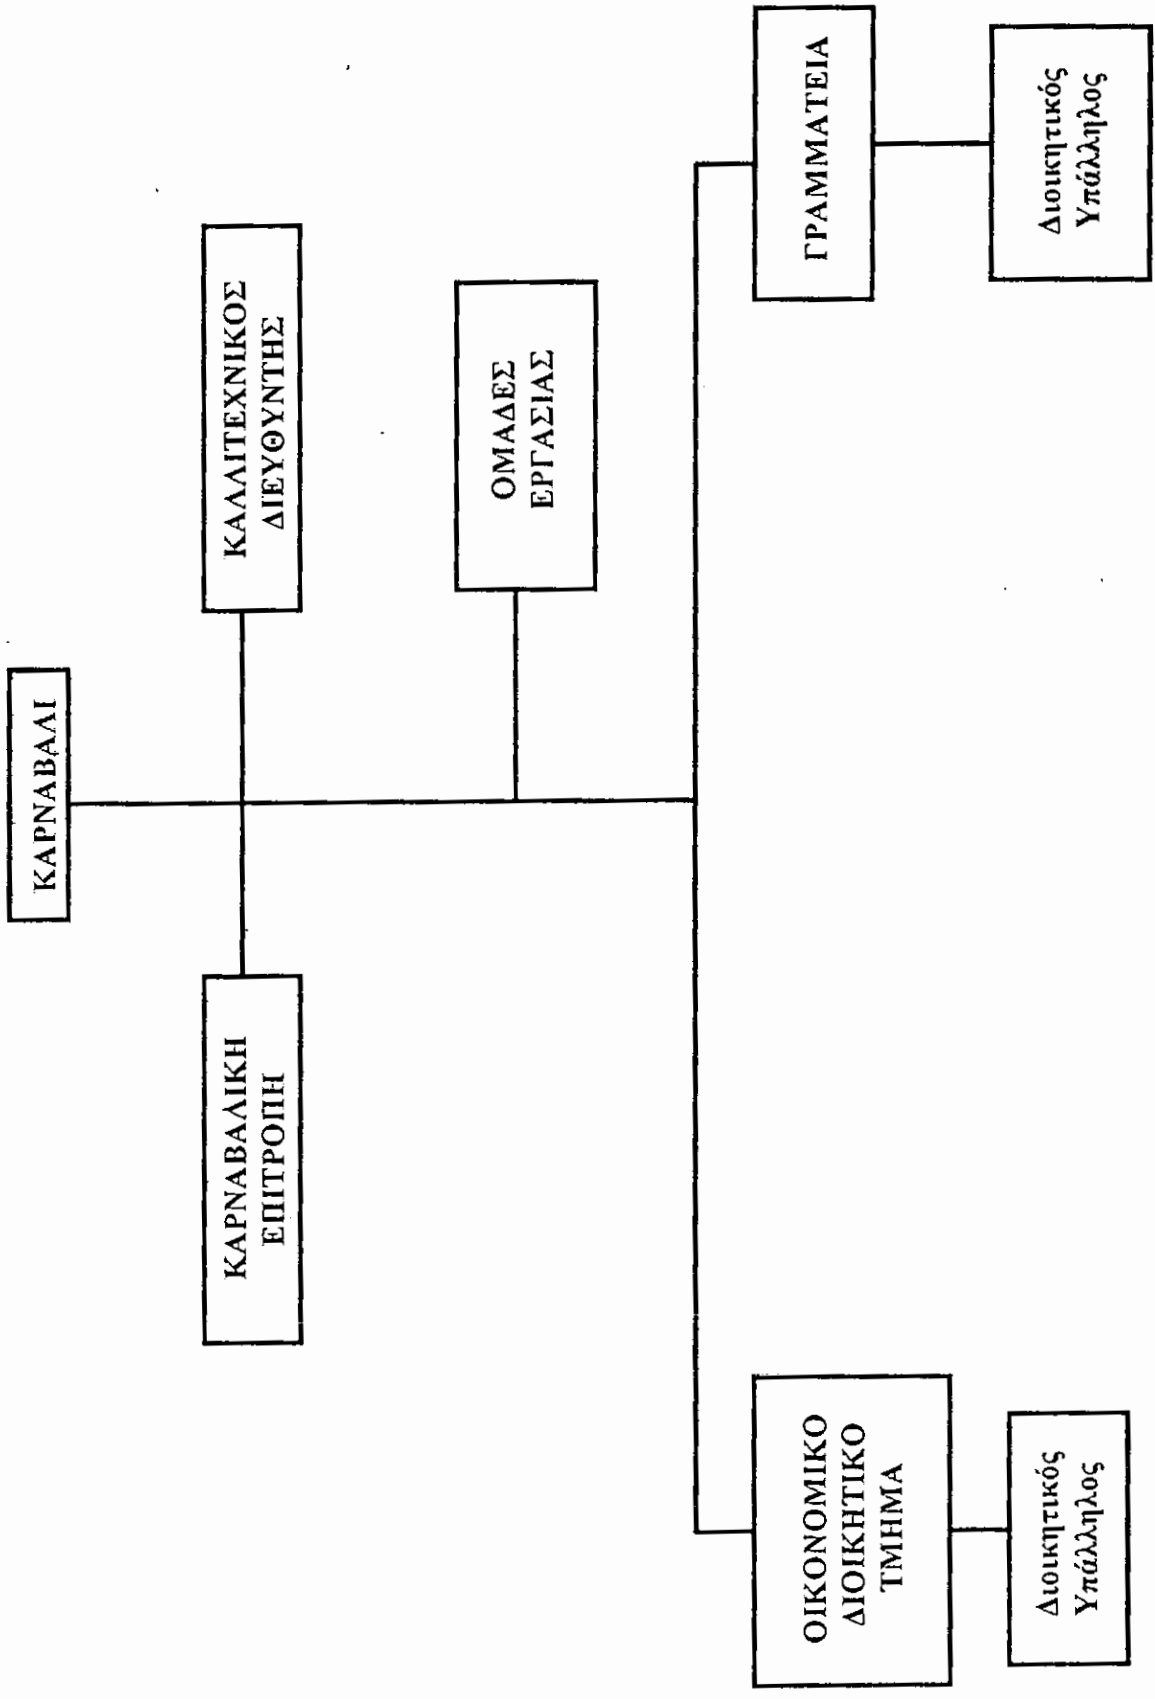 ΚΑΡΝΑΒΑΛΙ
ΚΑΡΝΑΒΑΛΙΚΗ
ΕΠΙΤΡΟΠΗ
ΚΑΛΛΙΤΕΧΝΙΚΟΣ
ΔΙΕΥΘΥΝΤΗΣ
ΟΜΑΔΕΣ
ΕΡΓΑΣΙΑΣ
ΟΙΚΟΝΟΜΙΚΟ
ΔΙΟΙΚΗΤΙΚΟ
ΤΜΗΜΑ
ΓΡΑΜΜΑΤΕΙΑ
Διοικητικός
Υπάλληλος
Διοικητικός
Υπάλληλος